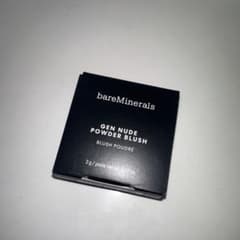 bareMinerals
GEN NUDE
POWDER BLUSH
BLUSH POUDRE